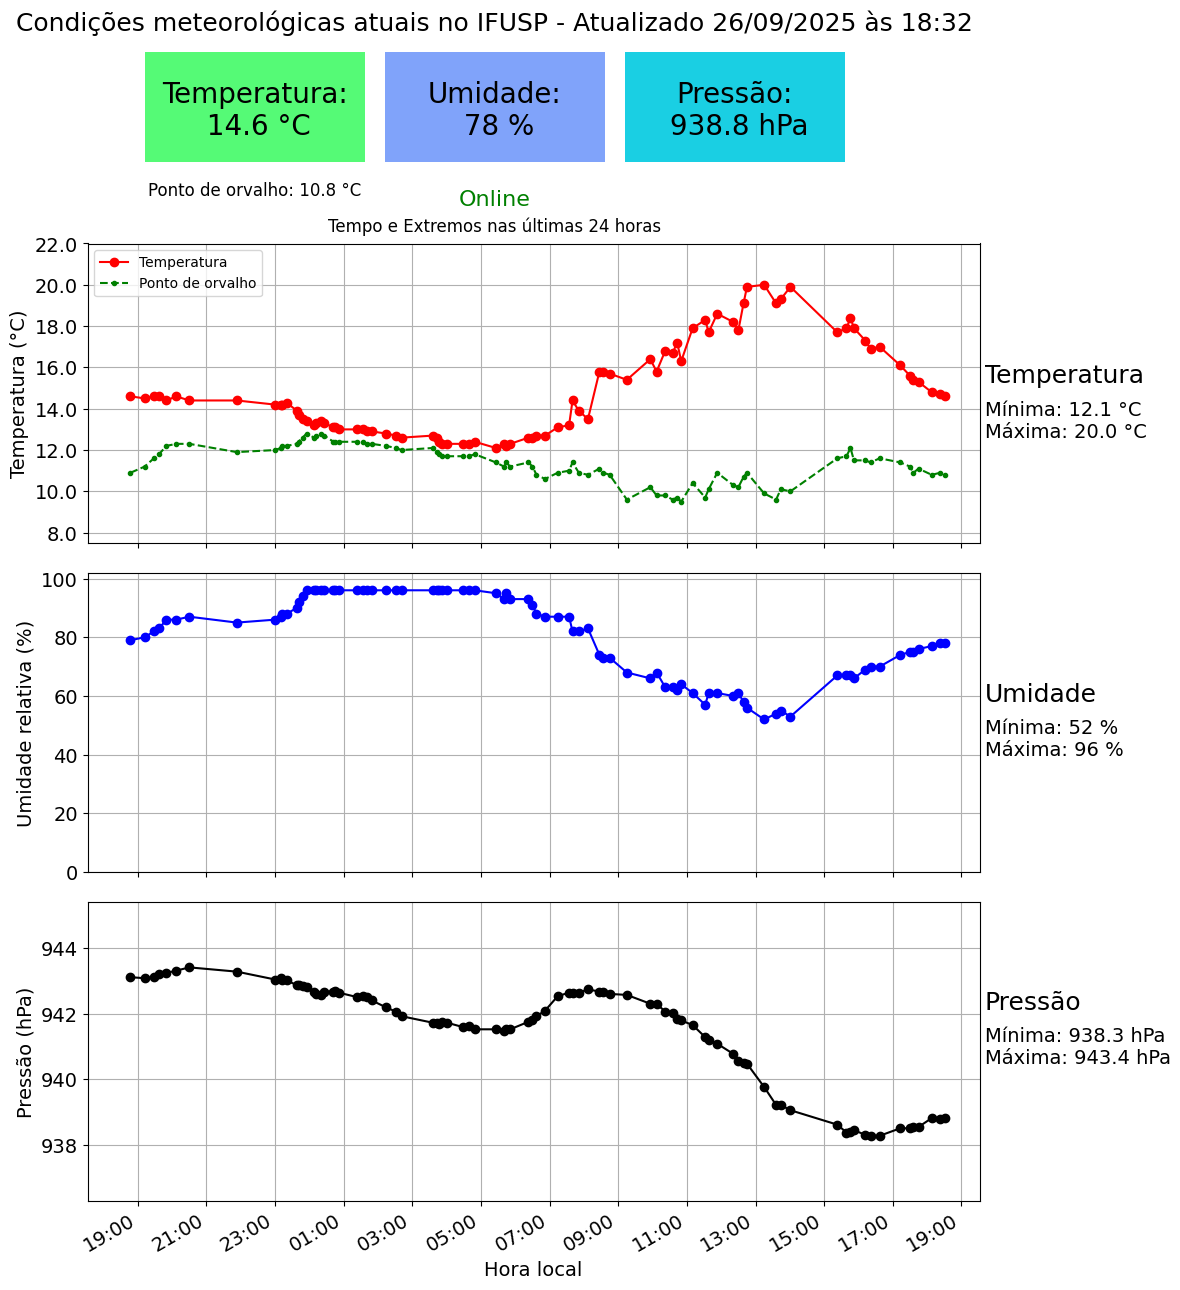 Condições meteorológicas atuais no IFUSP - Atualizado 26/09/2025 às 18:32
Temperatura:
14.6 °C
Umidade:
78 %
Pressão:
938.8 hPa
Ponto de orvalho: 10.8 °C
Online
Tempo e Extremos nas últimas 24 horas
Temperatura
Ponto de orvalho
Temperatura (°C)
22.0
20.0
18.0
16.0
14.0
12.0
10.0
8.0
Temperatura
Mínima: 12.1 °C
Máxima: 20.0 °C
Umidade relativa (%)
100
80
60
40
20
0
Umidade
Mínima: 52 %
Máxima: 96 %
Pressão (hPa)
944
942
940
938
Pressão
Mínima: 938.3 hPa
Máxima: 943.4 hPa
19:00 21:00 23:00 01:00 03:00 05:00 07:00 09:00 11:00 13:00 15:00 17:00 19:00
Hora local